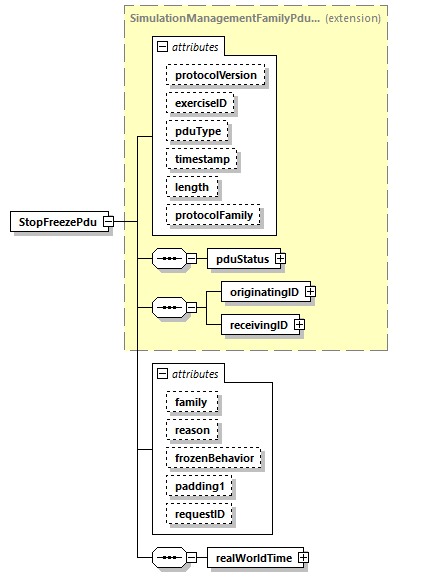 SimulationManagementFamilyPdu... (extension)
attributes
protocolVersion
exerciseID
pduType
timestamp
length
protocolFamily
StopFreezePdu
pduStatus
originatingID
receivingID
attributes
family
reason
frozenBehavior
padding1
requestID
realWorldTime